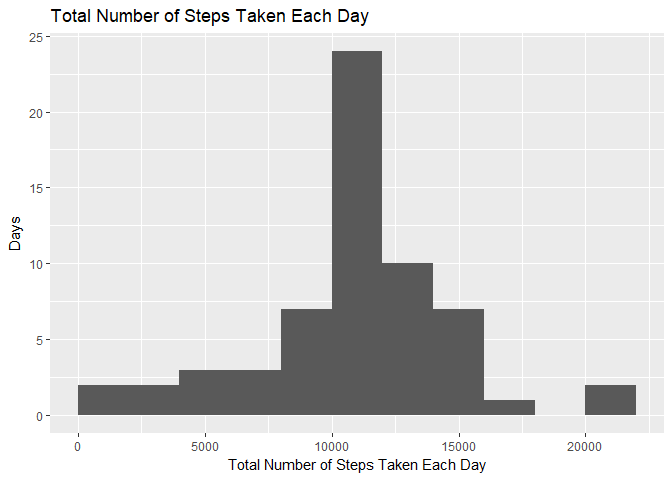 Total Number of Steps Taken Each Day
25
20
15
10
5
0
Days
0 5000 10000 15000 20000
Total Number of Steps Taken Each Day